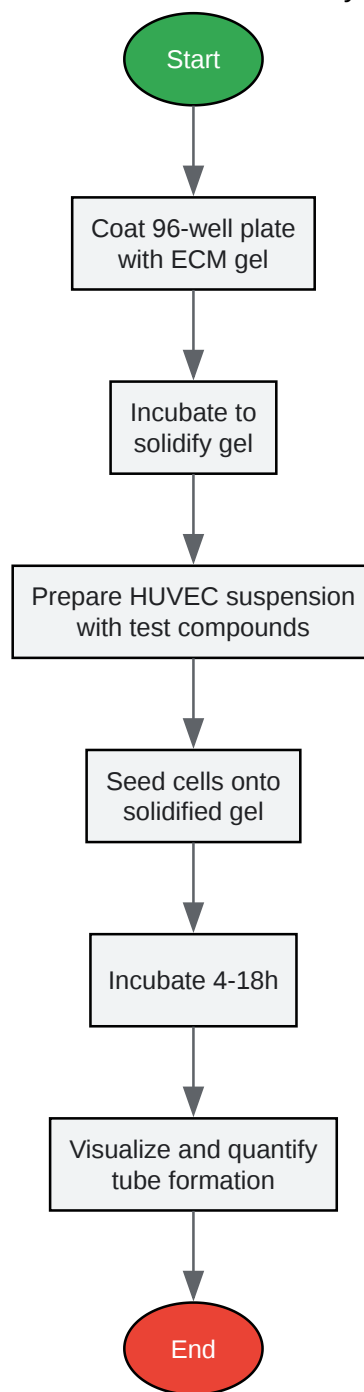 Start
Coat 96-well plate
with ECM gel
Incubate to
solidify gel
Prepare HUVEC suspension
with test compounds
Seed cells onto
solidified gel
Incubate 4-18h
Visualize and quantify
tube formation
End